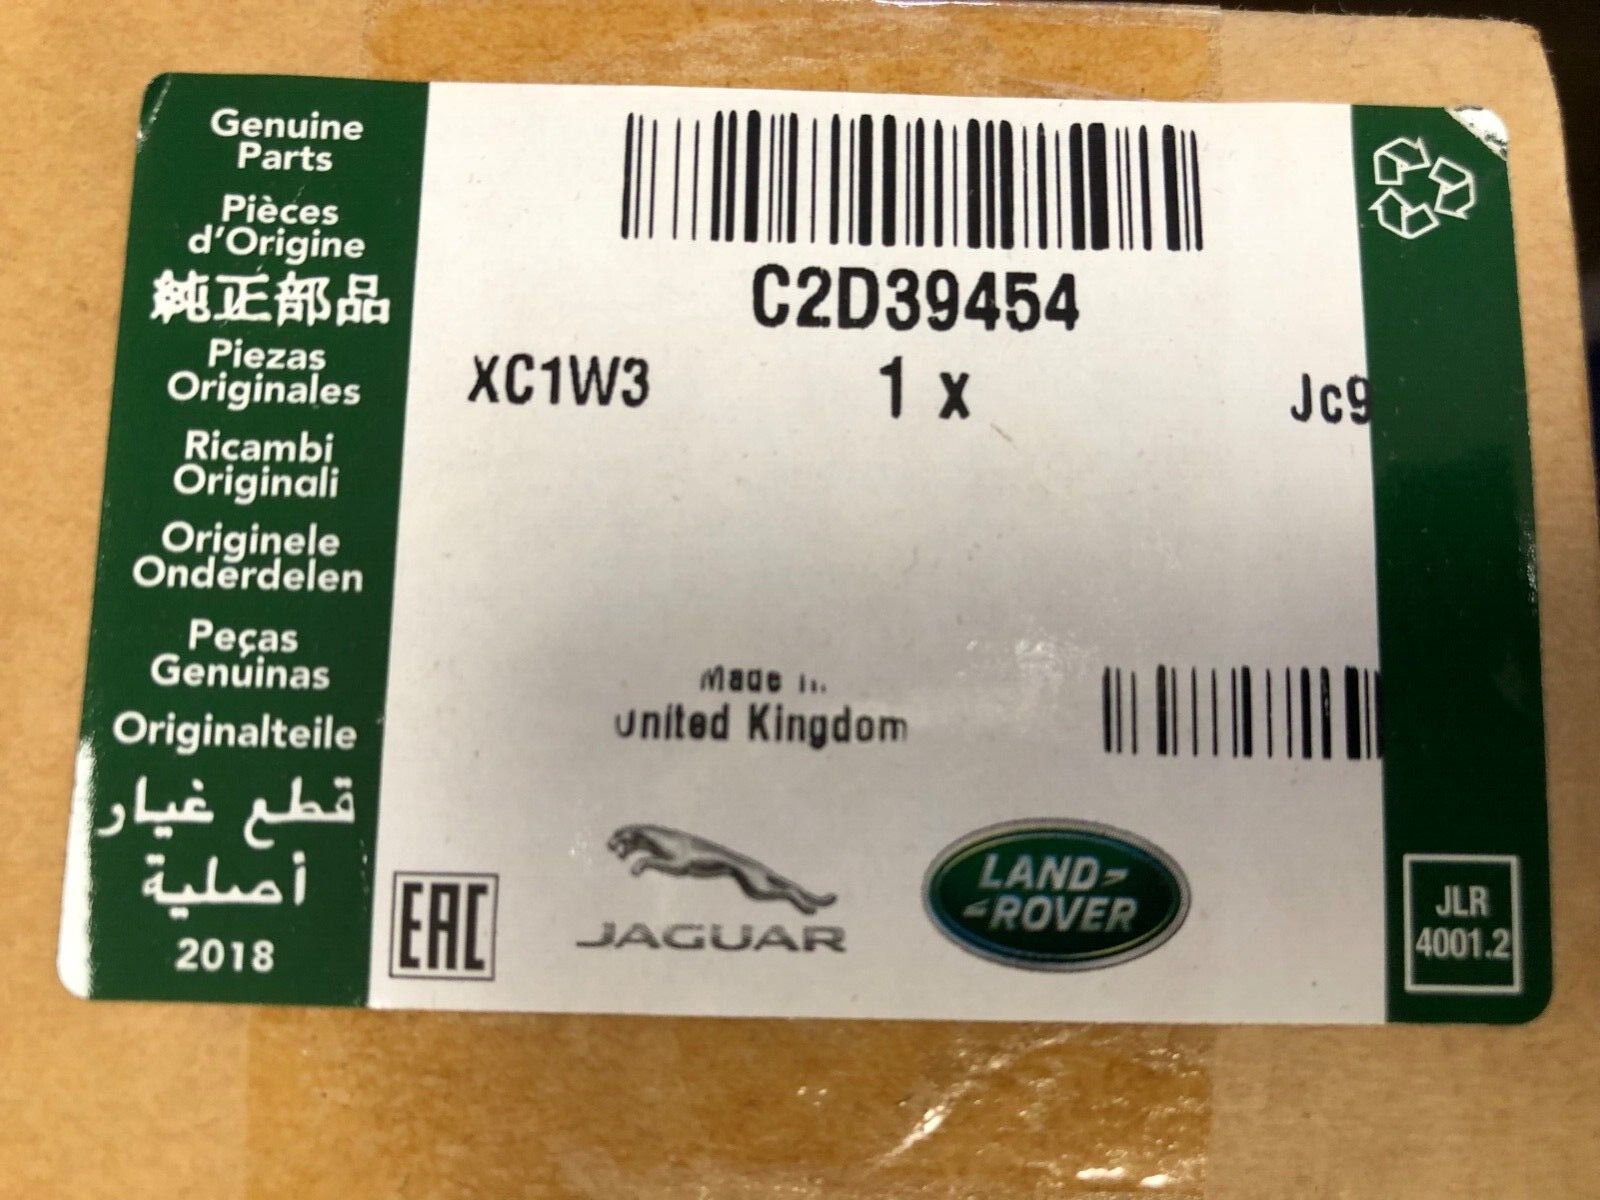 Genuine
Parts
Pièces
d'Origine
純正部品
Piezas
Originales
Ricambi
Originali
Originele
Onderdelen
Peças
Genuinas
Originalteile
قطع غيار
أصلية
2018
C2D39454
XC1W3 1 x Jc9
Made
United Kingdom
EAC
JAGUAR
LAND-
-ROVER
JLR
4001.2